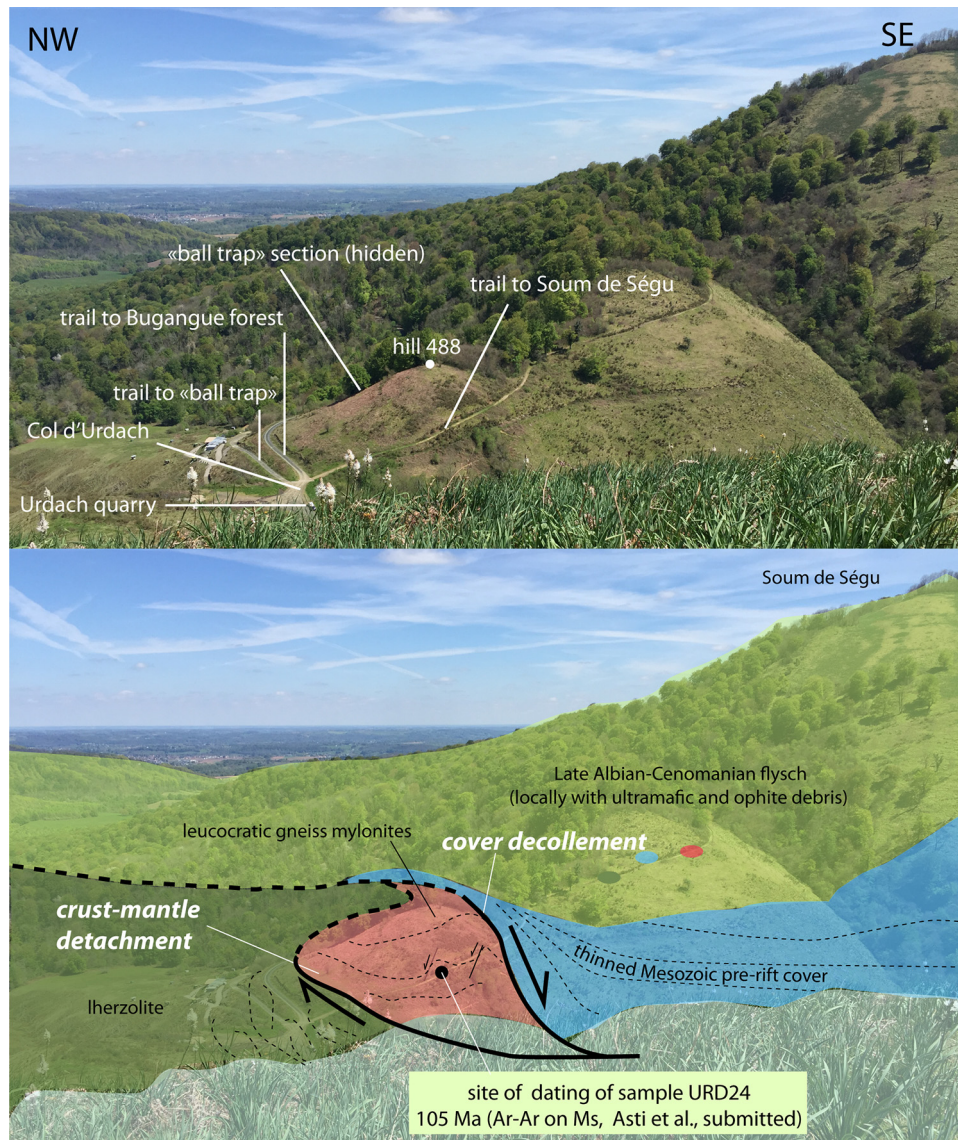 NW
SE
«ball trap» section (hidden)
trail to Soum de Ségu
trail to Bugangue forest
hill 488
trail to «ball trap»
Col d'Urdach
Urdach quarry
Soum de Ségu
Late Albian-Cenomanian flysch
(locally with ultramafic and ophite debris)
leucocratic gneiss mylonites
cover decollement
crust-mantle
detachment
thinned Mesozoic pre-rift cover
lherzolite
site of dating of sample URD24
105 Ma (Ar-Ar on Ms, Asti et al., submitted)